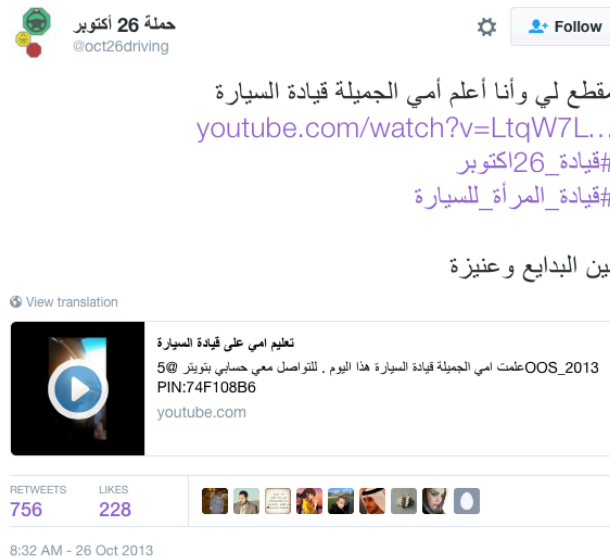 حملة 26 أكتوبر
@oct26driving
Follow
مقطع لي وأنا أعلم أمي الجميلة قيادة السيارة
youtube.com/watch?v=LtqW7L…
#قيادة_26اكتوبر
#قيادة_المرأة_للسيارة
بين البدايع وعنيزة
View translation
تعليم امي على قيادة السيارة
علمت امي الجميلة قيادة السيارة هذا اليوم . للتواصل معي حسابي بتويتر @5OOS_2013
PIN:74F108B6
youtube.com
RETWEETS LIKES
756 228
8:32 AM - 26 Oct 2013